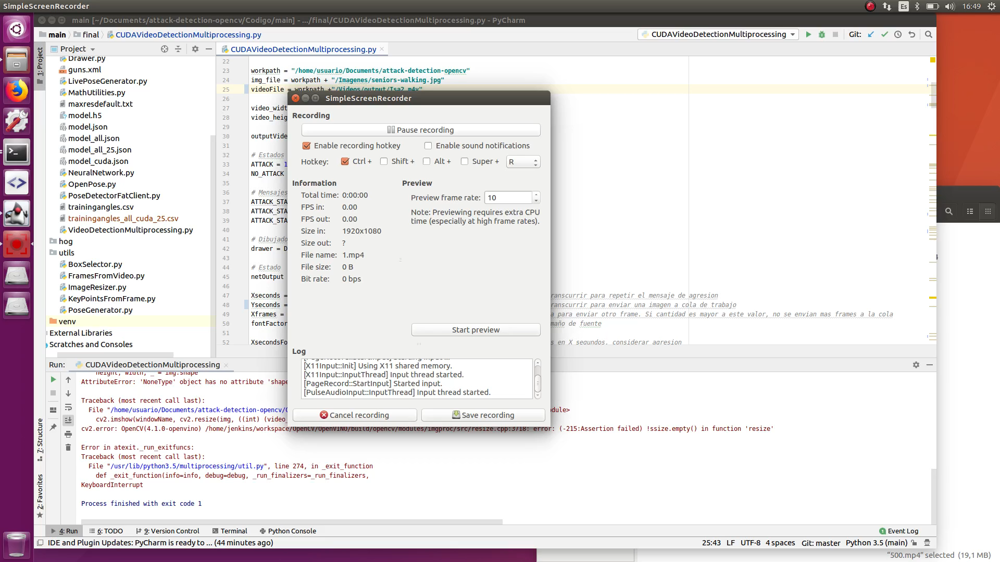 SimpleScreenRecorder
Es
16:49
main [~/Documents/attack-detection-opencv/Codigo/main] - .../final/CUDAVideoDetectionMultiprocessing.py - PyCharm
main
final
CUDAVideoDetectionMultiprocessing.py
CUDAVideoDetectionMultiprocessing
Git:
1: Project
Project
CUDAVideoDetectionMultiprocessing.py
Drawer.py
guns.xml
LivePoseGenerator.py
MathUtilities.py
maxresdefault.txt
model.h5
model.json
model_all.json
model_all_25.json
model_cuda.json
NeuralNetwork.py
OpenPose.py
PoseDetectorFatClient.py
trainingangles.csv
trainingangles_all_cuda_25.csv
VideoDetectionMultiprocessing.py
hog
utils
BoxSelector.py
FramesFromVideo.py
ImageResizer.py
KeyPointsFromFrame.py
PoseGenerator.py
venv
External Libraries
Scratches and Consoles
22
23 workpath = "/home/usuario/Documents/attack-detection-opencv"
24 img_file = workpath + "/Imagenes/seniors-walking.jpg"
25 videoFile = workpath +"/Videos/output/Isa2.m4v"
26
27 video_widt
28 video_heig
29
30 outputVide
31
32 # Estados
33 ATTACK = 1
34 NO_ATTACK
35
36 # Mensajes
37 ATTACK_STA
38 ATTACK_STA
39 ATTACK_STA
40
41 # Dibujado
42 drawer = D
43
44 # Estado
45 netOutput
46
47 Xseconds = ranscurrir para repetir el mensaje de agresion
48 Yseconds = ranscurrir para enviar una imagen a cola de trabajo
49 Xframes = a para enviar otro frame. Si cantidad es mayor a este valor, no se envian mas frames a la cola
50 fontFactor maño de fuente
51
52 XsecondsFo s en X segundos, considerar agresion
SimpleScreenRecorder
Recording
Pause recording
Enable recording hotkey
Enable sound notifications
Hotkey: Ctrl + Shift + Alt + Super + R
Information
Total time: 0:00:00
FPS in: 0.00
FPS out: 0.00
Size in: 1920x1080
Size out: ?
File name: 1.mp4
File size: 0 B
Bit rate: 0 bps
Preview
Preview frame rate: 10
Note: Previewing requires extra CPU
time (especially at high frame rates).
Start preview
Log
[PageRecord::StartInput] Starting input ...
[X11Input::Init] Using X11 shared memory.
[X11Input::InputThread] Input thread started.
[PageRecord::StartInput] Started input.
[PulseAudioInput::InputThread] Input thread started.
Cancel recording
Save recording
Run: CUDAVideoDetectionMultiprocessing
height, width, _ = img.shape
AttributeError: 'NoneType' object has no attribute 'shape
Traceback (most recent call last):
File "/home/usuario/Documents/attack-detection-opencv/C odule>
cv2.imshow(windowName, cv2.resize(img, ((int) (video_
cv2.error: OpenCV(4.1.0-openvino) /home/jenkins/workspace/OpenCV/OpenVINO/build/opencv/modules/imgproc/src/resize.cpp:3718: error: (-215:Assertion failed) !ssize.empty() in function 'resize'
Error in atexit._run_exitfuncs:
Traceback (most recent call last):
File "/usr/lib/python3.5/multiprocessing/util.py", line 274, in _exit_function
def _exit_function(info=info, debug=debug, _run_finalizers=_run_finalizers,
KeyboardInterrupt
Process finished with exit code 1
7: Structure
2: Favorites
4: Run
6: TODO
9: Version Control
Terminal
Python Console
1 Event Log
IDE and Plugin Updates: PyCharm is ready to ... (44 minutes ago)
25:43 LF UTF-8 4 spaces Git: master Python 3.5 (main)
"500.mp4" selected (19,1 MB)